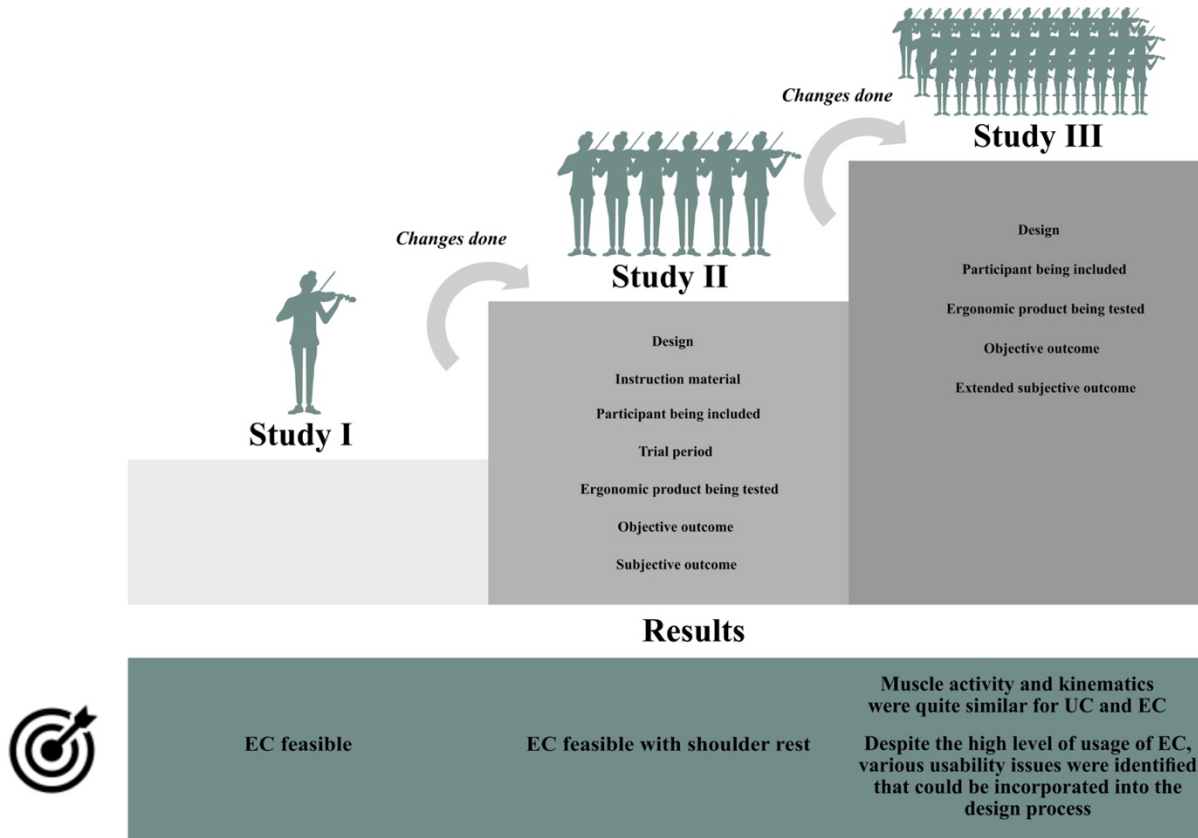 Changes done
Study III
Changes done
Study II
Study I
Design
Instruction material
Participant being included
Trial period
Ergonomic product being tested
Objective outcome
Subjective outcome
Design
Participant being included
Ergonomic product being tested
Objective outcome
Extended subjective outcome
Results
EC feasible
EC feasible with shoulder rest
Muscle activity and kinematics
were quite similar for UC and EC
Despite the high level of usage of EC,
various usability issues were identified
that could be incorporated into the
design process